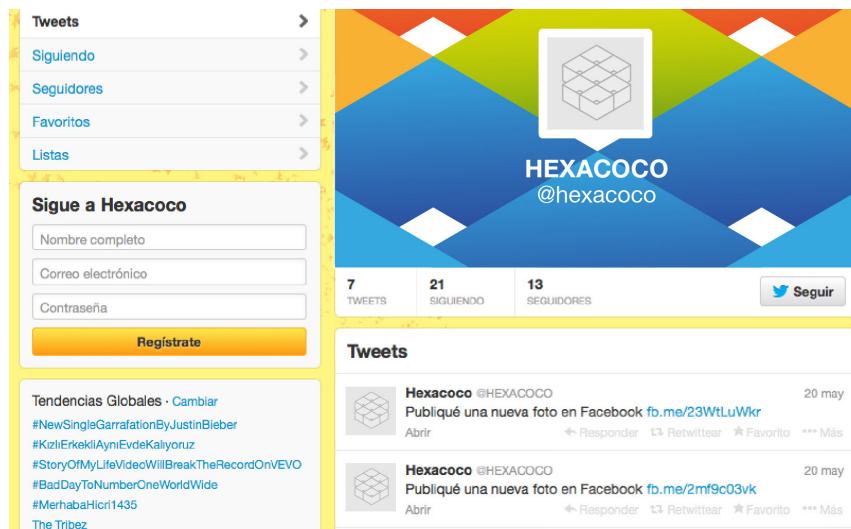 Tweets
Siguiendo
Seguidores
Favoritos
Listas
Sigue a Hexacoco
Nombre completo
Correo electrónico
Contraseña
Regístrate
Tendencias Globales · Cambiar
#NewSingleGarrafationByJustinBieber
#KızlıErkekliAynıEvdeKalıyoruz
#StoryOfMyLifeVideoWillBreakTheRecordOnVEVO
#BadDayToNumberOneWorldWide
#MerhabaHicri1435
The Tribez
HEXACOCO
@hexacoco
7 TWEETS
21 SIGUIENDO
13 SEGUIDORES
Seguir
Tweets
Hexacoco @HEXACOCO 20 may
Publiqué una nueva foto en Facebook fb.me/23WtLuWkr
Abrir Responder Retwittear Favorito Más
Hexacoco @HEXACOCO 20 may
Publiqué una nueva foto en Facebook fb.me/2mf9c03vk
Abrir Responder Retwittear Favorito Más